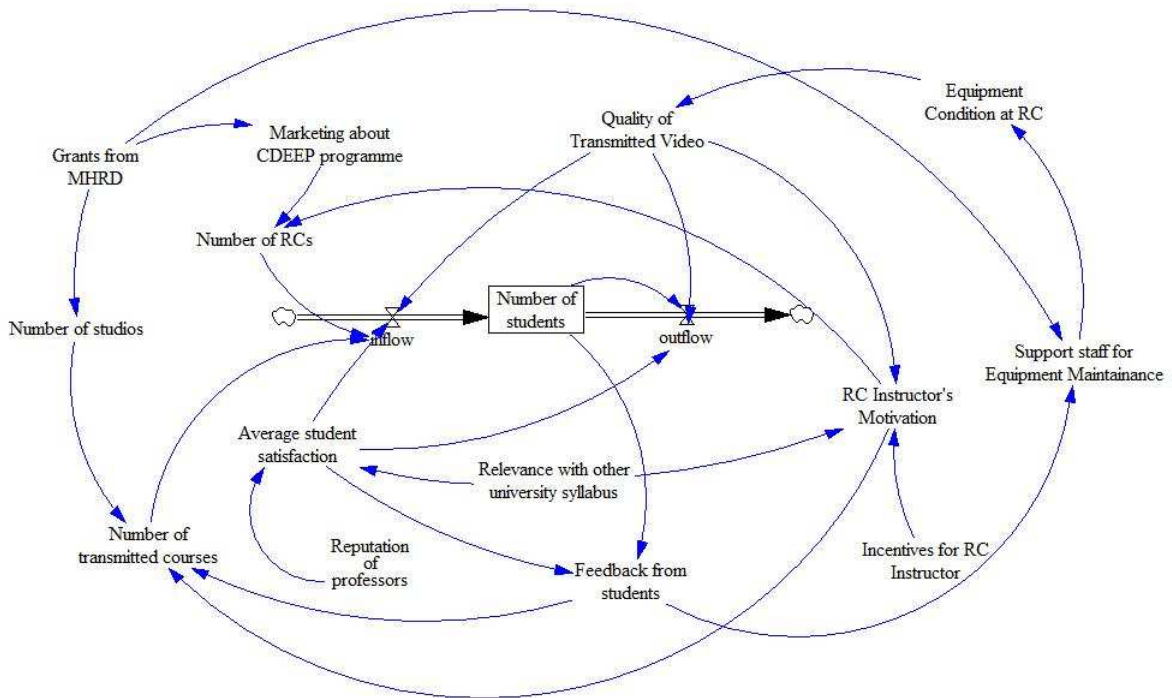 Equipment
Condition at RC
Quality of
Transmitted Video
Marketing about
CDEEP programme
Grants from
MHRD
Number of RCs
Number of
students
Number of studios
inflow
outflow
Support staff for
Equipment Maintainance
RC Instructor's
Motivation
Average student
satisfaction
Relevance with other
university syllabus
Number of
transmitted courses
Reputation
of
professors
Feedback from
students
Incentives for RC
Instructor